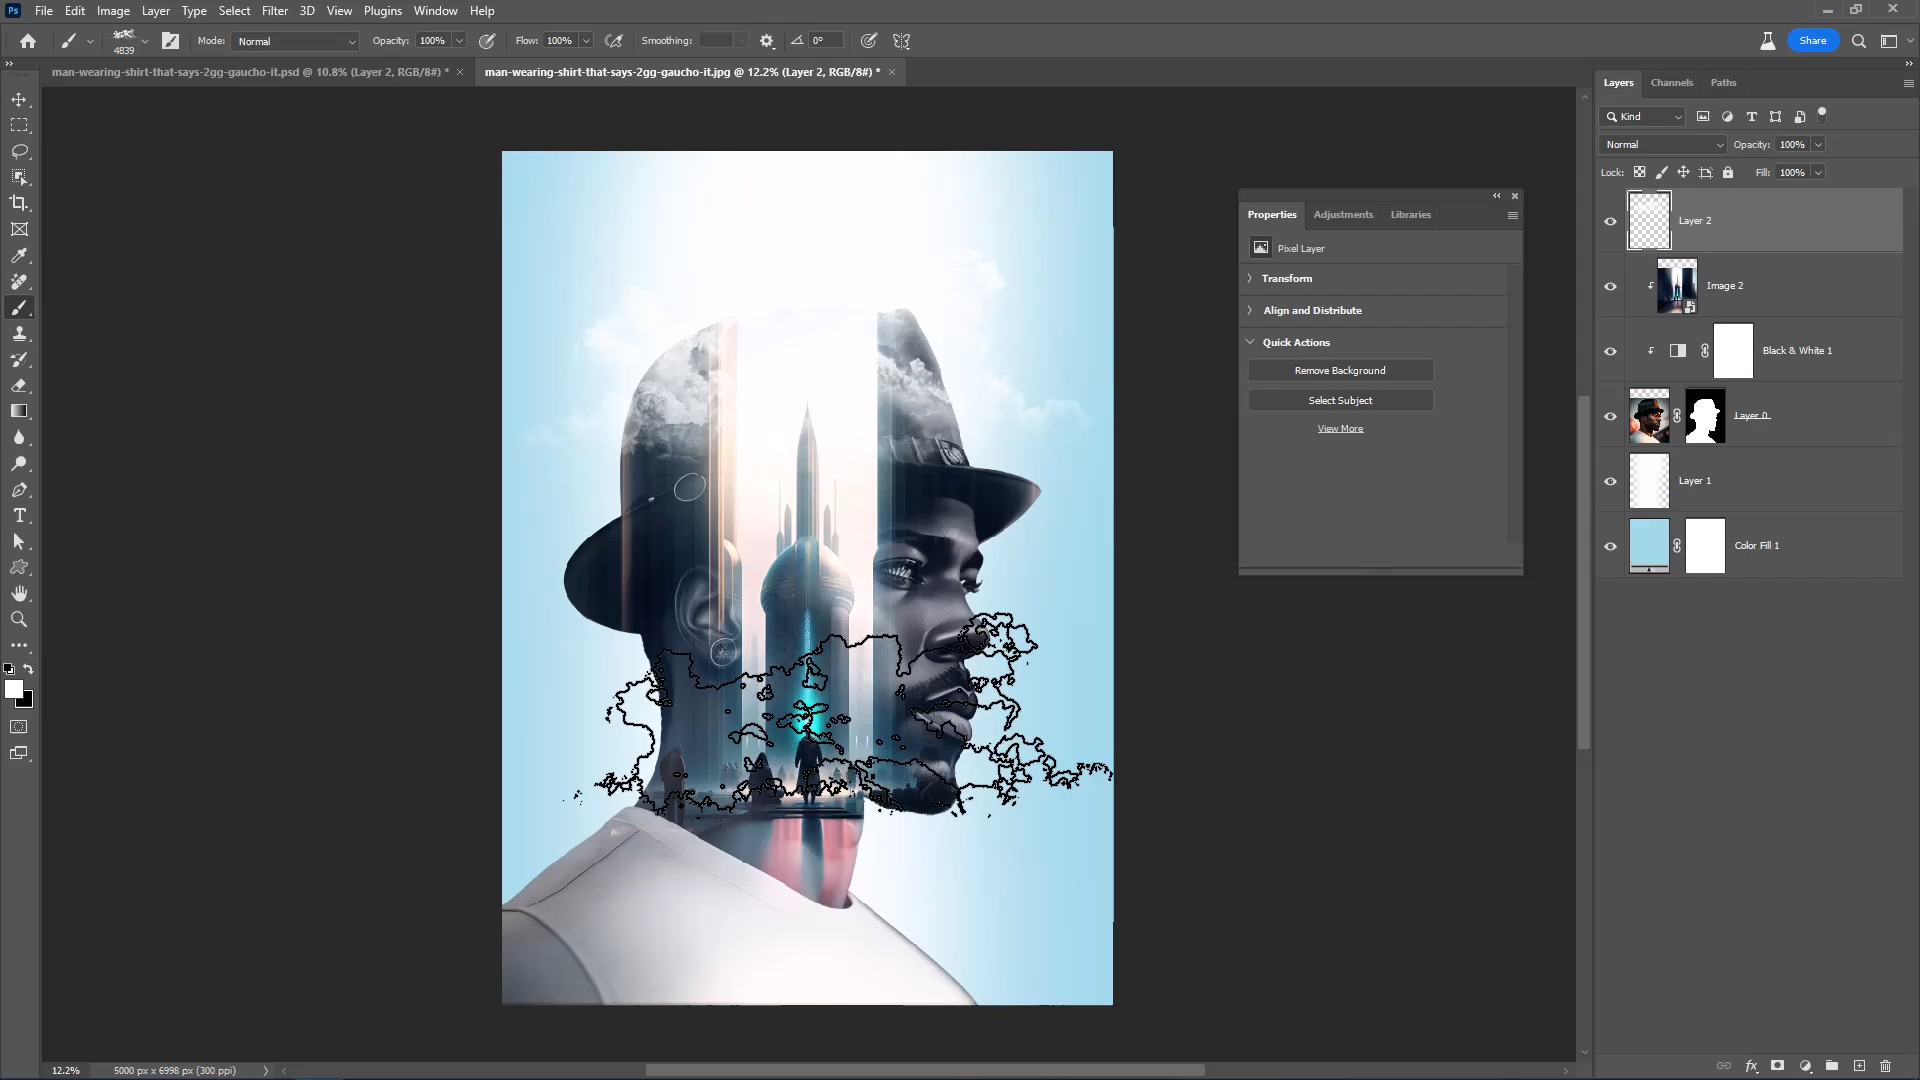 Ps File Edit Image Layer Type Select Filter 3D View Plugins Window Help
4839 Mode: Normal Opacity: 100% Flow: 100% Smoothing: 0° Share
man-wearing-shirt-that-says-2gg-gaucho-it.psd @ 10.8% (Layer 2, RGB/8#) * man-wearing-shirt-that-says-2gg-gaucho-it.jpg @ 12.2% (Layer 2, RGB/8#) *
Layers Channels Paths
Kind
Normal Opacity: 100%
Lock: Fill: 100%
Layer 2
Image 2
Black & White 1
Layer 0
Layer 1
Color Fill 1
Properties Adjustments Libraries
Pixel Layer
Transform
Align and Distribute
Quick Actions
Remove Background
Select Subject
View More
12.2% 5000 px x 6998 px (300 ppi)